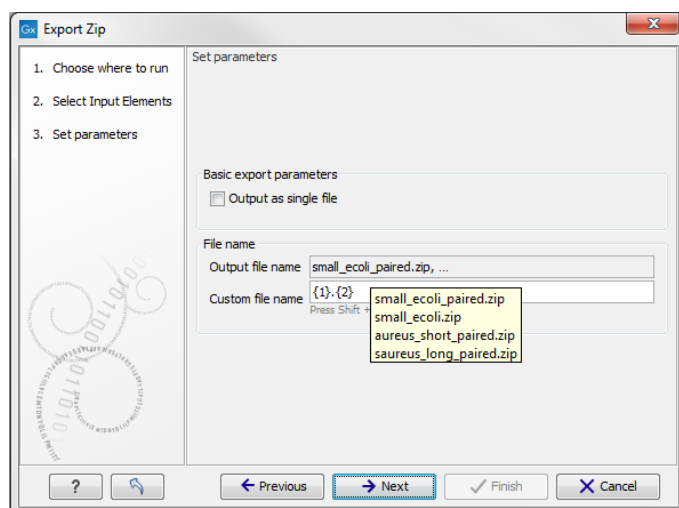 Gx Export Zip
1. Choose where to run
2. Select Input Elements
3. Set parameters
Set parameters
Basic export parameters
Output as single file
File name
Output file name small_ecoli_paired.zip, ...
Custom file name {1}.{2}
Press Shift +
small_ecoli_paired.zip
small_ecoli.zip
aureus_short_paired.zip
saureus_long_paired.zip
? Previous Next Finish Cancel